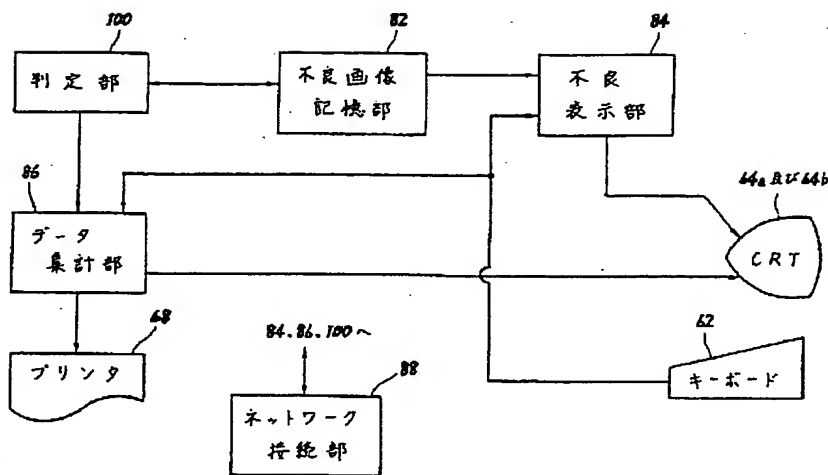 100
判定部
82
不良画像
記憶部
84
不良
表示部
86
データ
集計部
64a及び64b
CRT
68
プリンタ
84.86.100へ
88
ネットワーク
接続部
62
キーボード